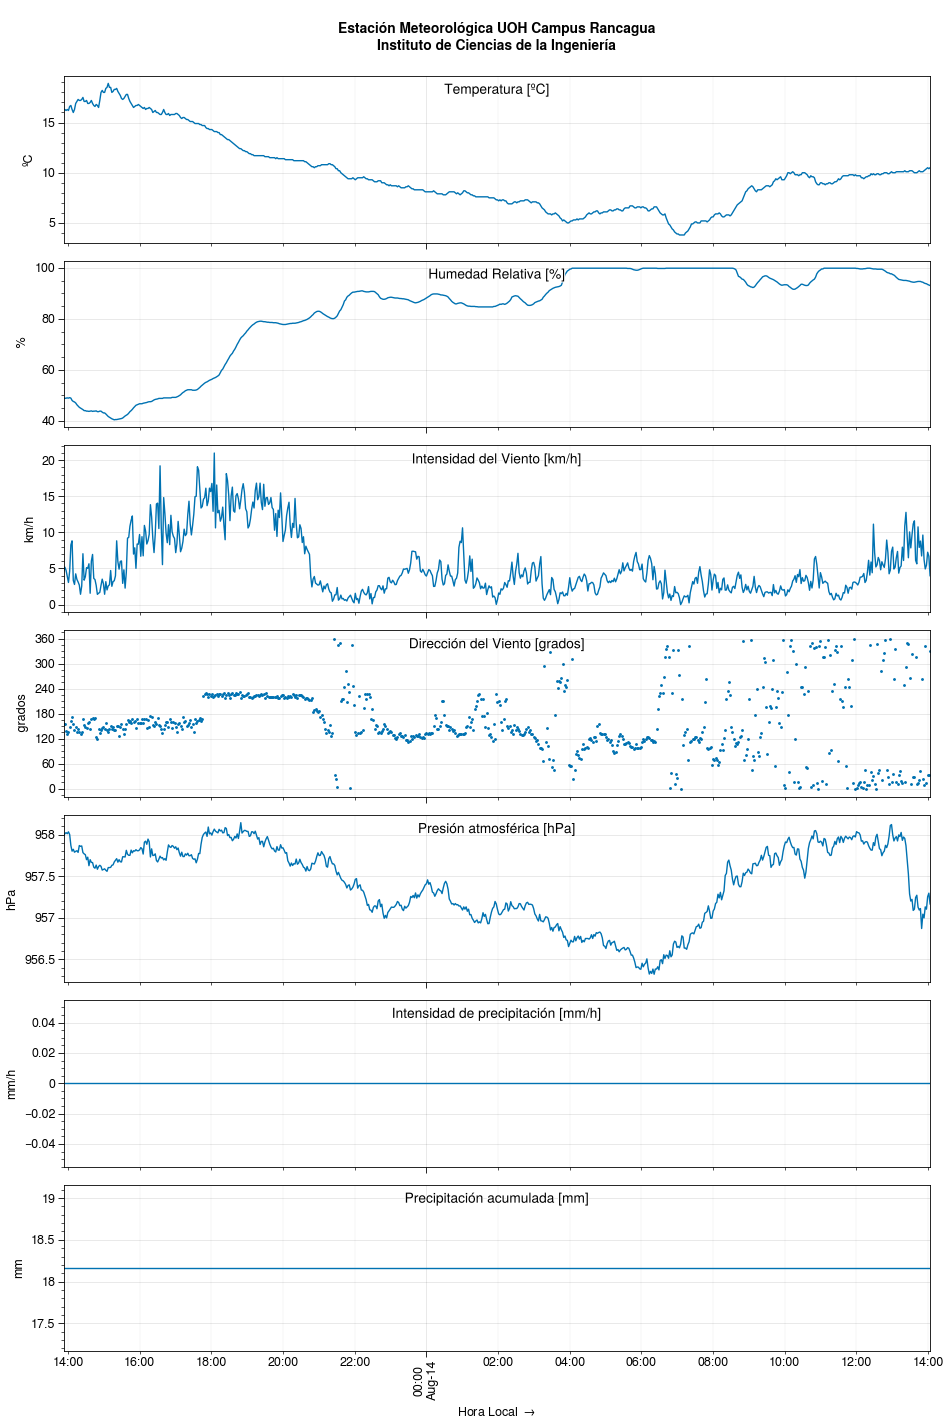 Estación Meteorológica UOH Campus Rancagua
Instituto de Ciencias de la Ingeniería
Temperatura [ºC]
15
10
5
ºC
Humedad Relativa [%]
100
80
60
40
%
Intensidad del Viento [km/h]
20
15
10
5
0
km/h
Dirección del Viento [grados]
360
300
240
180
120
60
0
grados
Presión atmosférica [hPa]
958
957.5
957
956.5
hPa
Intensidad de precipitación [mm/h]
0.04
0.02
0
−0.02
−0.04
mm/h
Precipitación acumulada [mm]
19
18.5
18
17.5
mm
14:00 16:00 18:00 20:00 22:00 00:00 02:00 04:00 06:00 08:00 10:00 12:00 14:00
Aug-14
Hora Local →